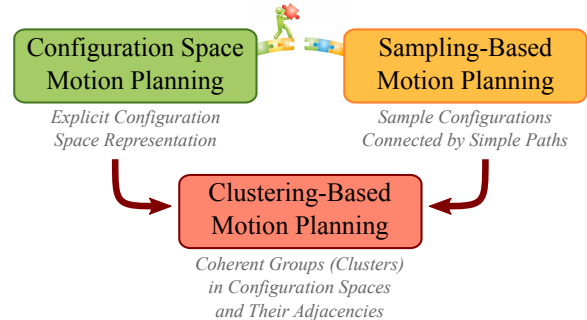 Configuration Space
Motion Planning
Sampling-Based
Motion Planning
Explicit Configuration
Space Representation
Sample Configurations
Connected by Simple Paths
Clustering-Based
Motion Planning
Coherent Groups (Clusters)
in Configuration Spaces
and Their Adjacencies